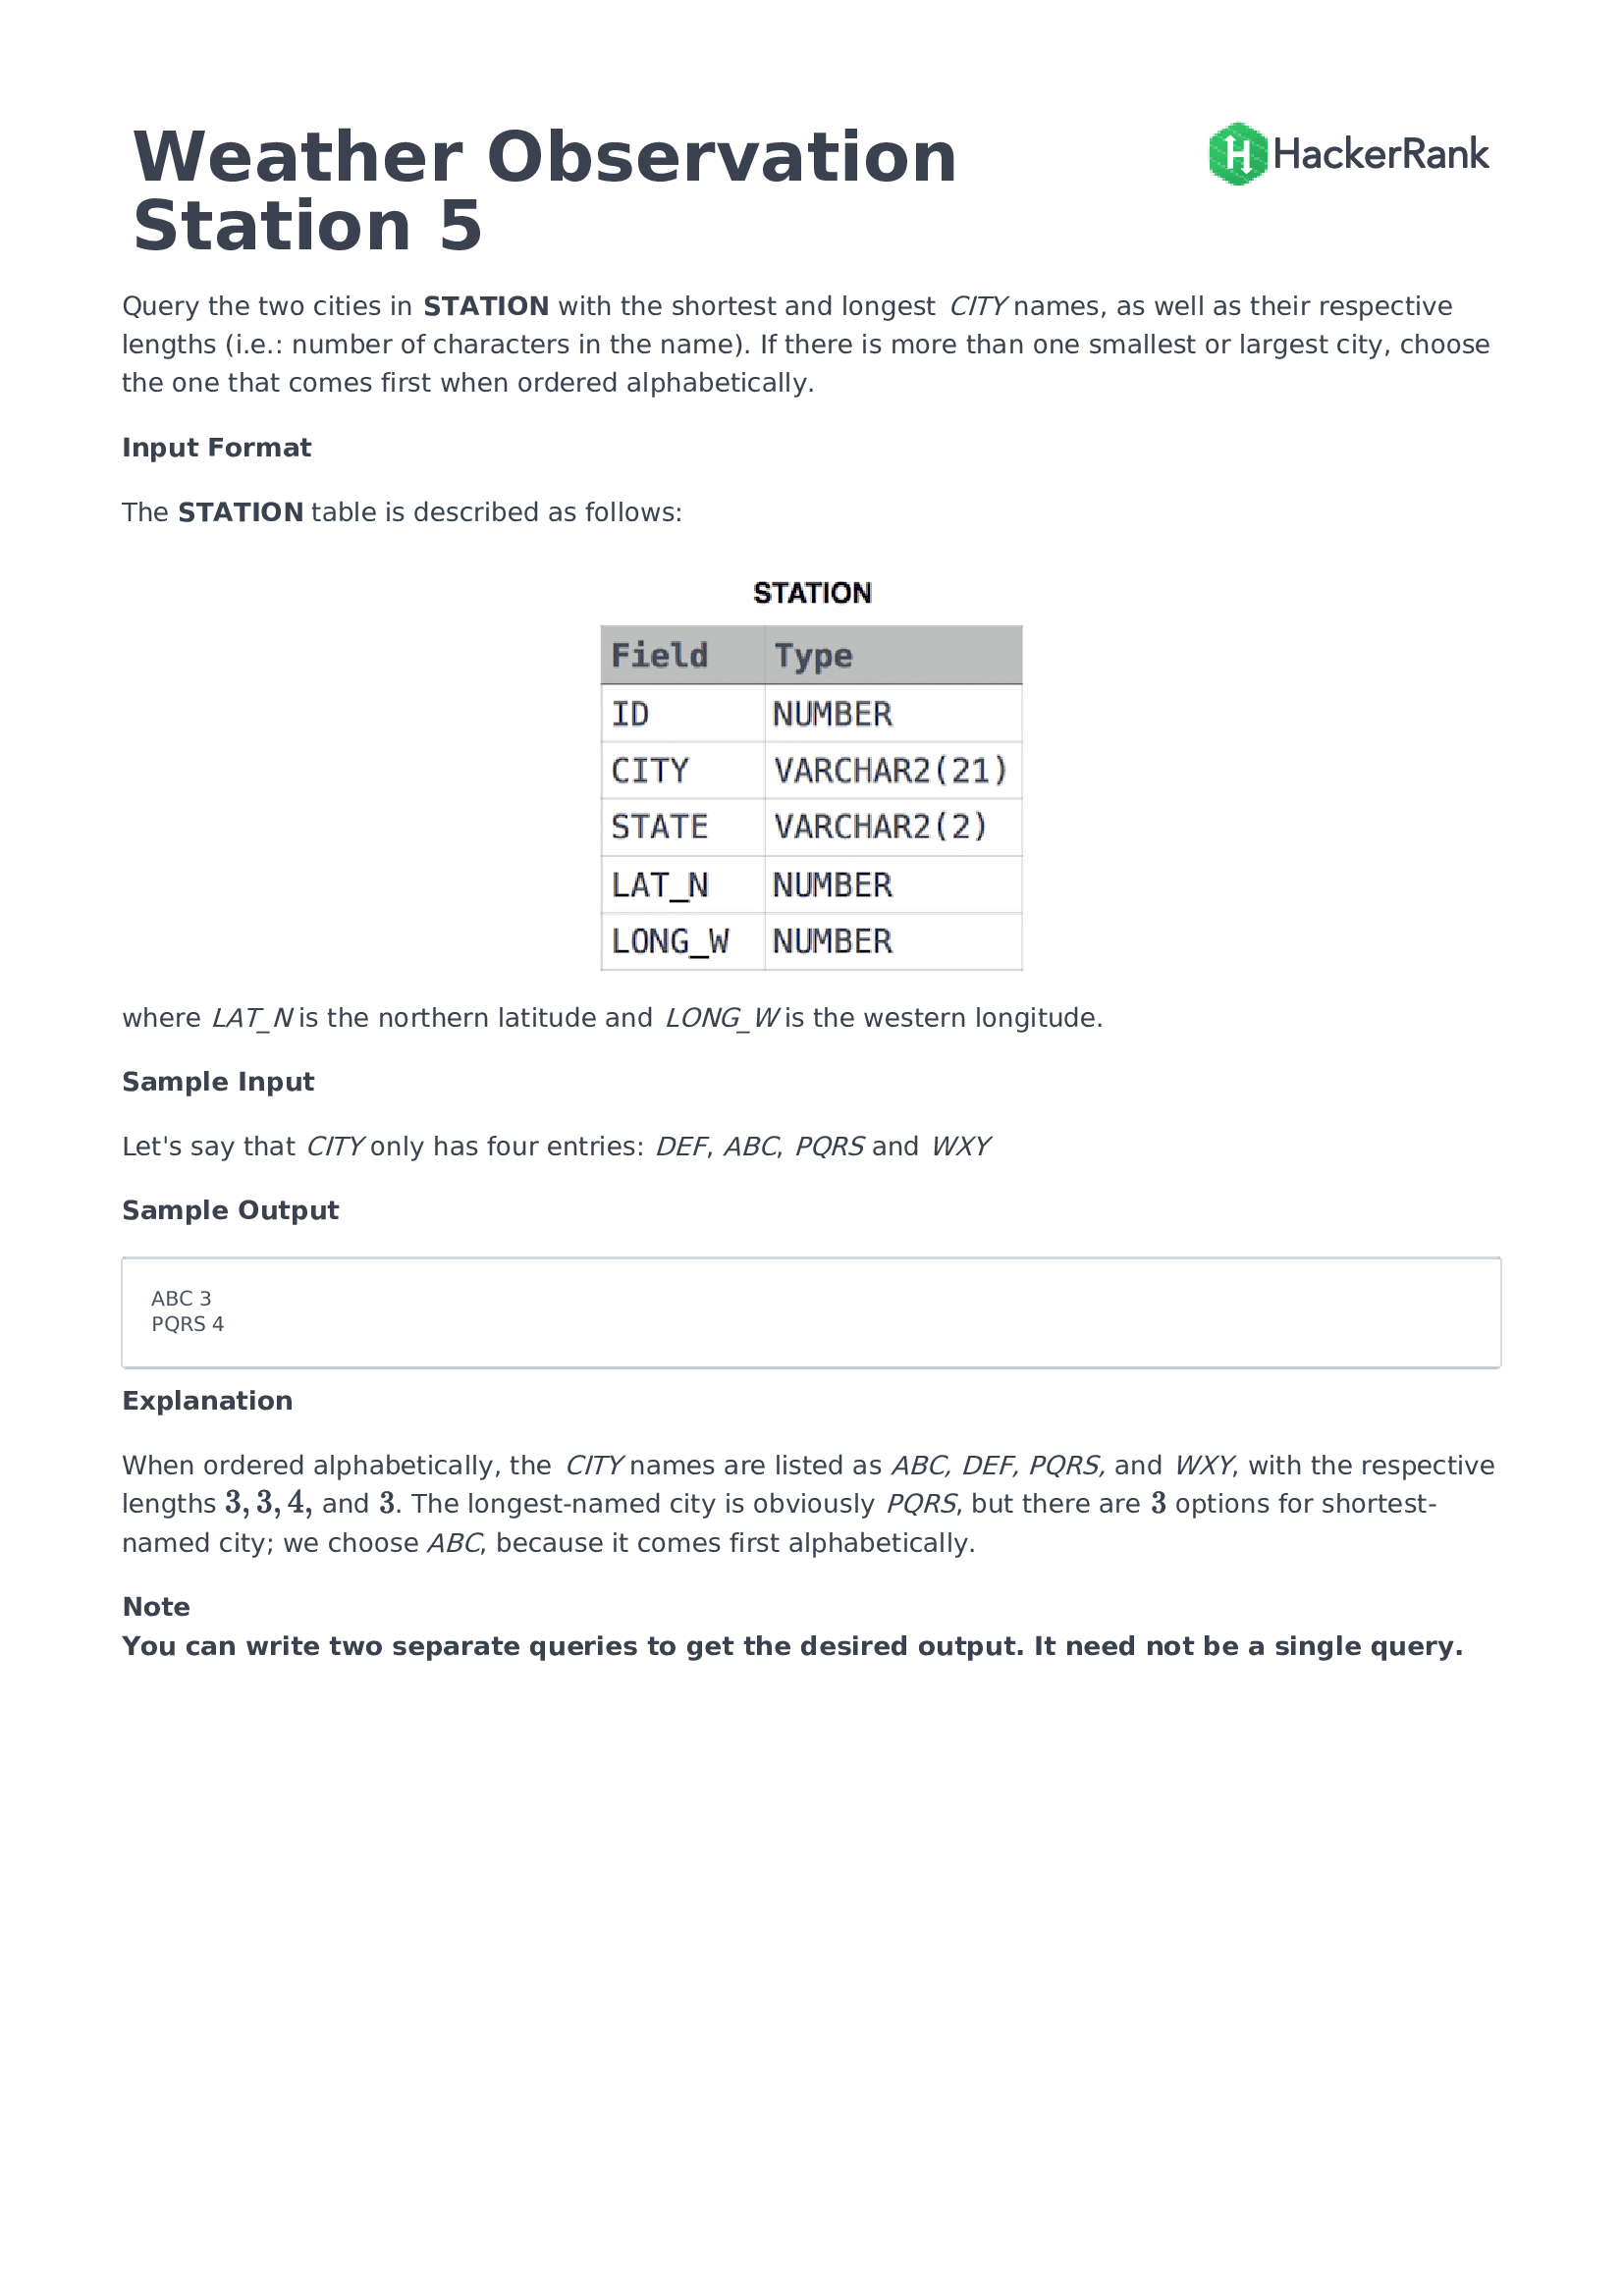 Weather Observation
Station 5
HackerRank
Query the two cities in STATION with the shortest and longest CITY names, as well as their respective
lengths (i.e.: number of characters in the name). If there is more than one smallest or largest city, choose
the one that comes first when ordered alphabetically.
Input Format
The STATION table is described as follows:
STATION
Field Type
ID NUMBER
CITY VARCHAR2(21)
STATE VARCHAR2(2)
LAT_N NUMBER
LONG_W NUMBER
where LAT_N is the northern latitude and LONG_W is the western longitude.
Sample Input
Let's say that CITY only has four entries: DEF, ABC, PQRS and WXY
Sample Output
ABC 3
PQRS 4
Explanation
When ordered alphabetically, the CITY names are listed as ABC, DEF, PQRS, and WXY, with the respective
lengths 3, 3, 4, and 3. The longest-named city is obviously PQRS, but there are 3 options for shortest-
named city; we choose ABC, because it comes first alphabetically.
Note
You can write two separate queries to get the desired output. It need not be a single query.